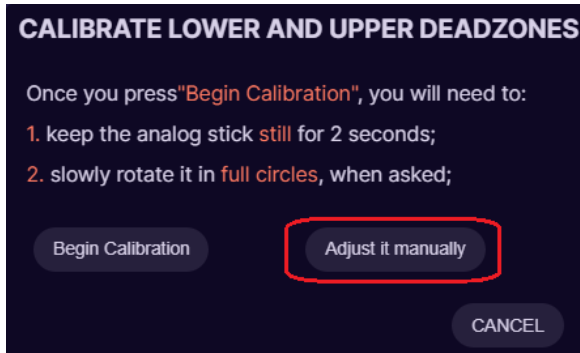 CALIBRATE LOWER AND UPPER DEADZONES
Once you press"Begin Calibration", you will need to:
1. keep the analog stick still for 2 seconds;
2. slowly rotate it in full circles, when asked;
Begin Calibration
Adjust it manually
CANCEL